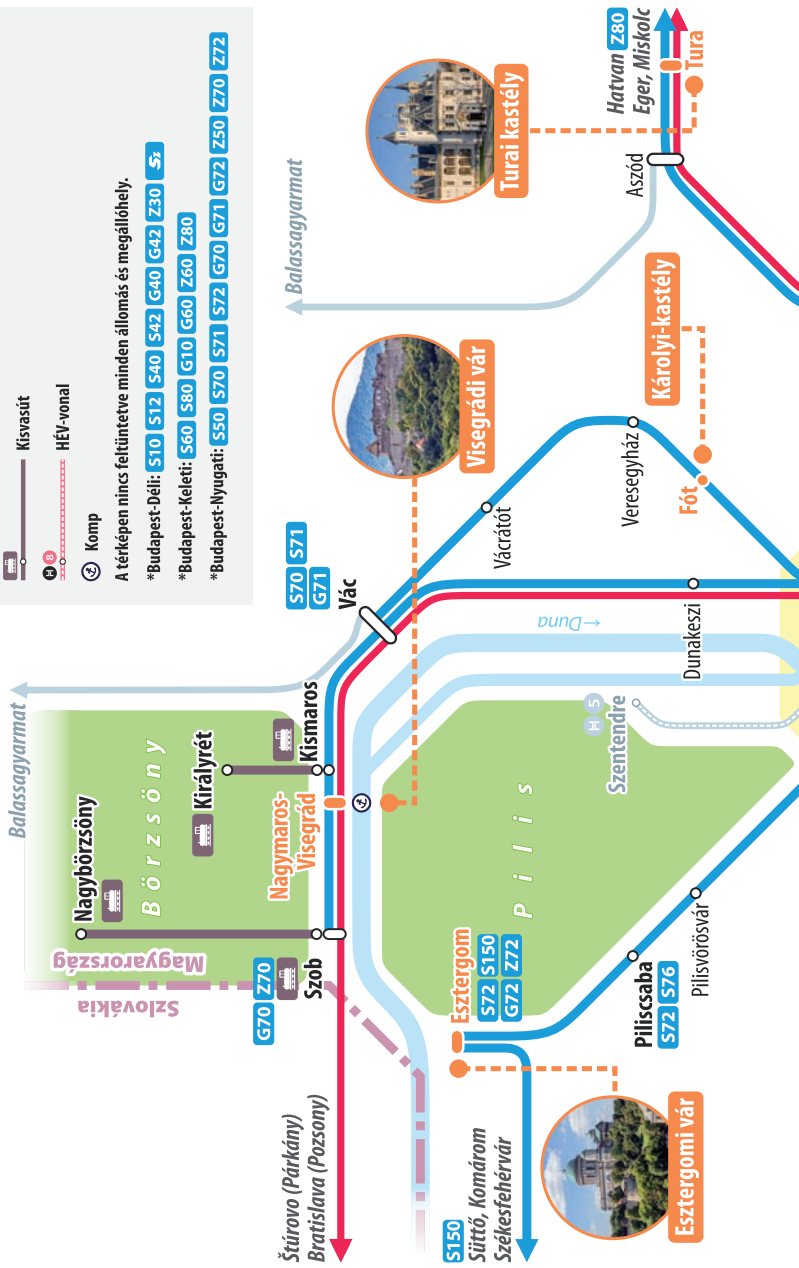 Kisvasút
H 8 HÉV-vonal
Komp
A térképen nincs feltüntetve minden állomás és megállóhely.
*Budapest-Déli: S10 S12 S40 S42 G40 G42 Z30
*Budapest-Keleti: S60 S80 G10 G60 Z60 Z80
*Budapest-Nyugati: S50 S70 S71 S72 G70 G71 G72 Z50 Z70 Z72
Balassagyarmat
Nagybörzsöny
Börzsöny
Királyrét
Magyarország
Szlovákia
G70 Z70
Szob
Nagymaros-
Visegrád
Kismaros
S70 S71
G71
Vác
Balassagyarmat
Štúrovo (Párkány)
Bratislava (Pozsony)
Visegrádi vár
Turai kastély
Hatvan Z80
Eger, Miskolc
Tura
Aszód
Esztergom
S72 S150
G72 Z72
Pilis
Vácrátót
←Duna
S150
Süttő, Komárom
Székesfehérvár
Esztergomi vár
Piliscsaba
S72 S76
Pilisvörösvár
H 5
Szentendre
Dunakeszi
Veresegyház
Fót
Károlyi-kastély